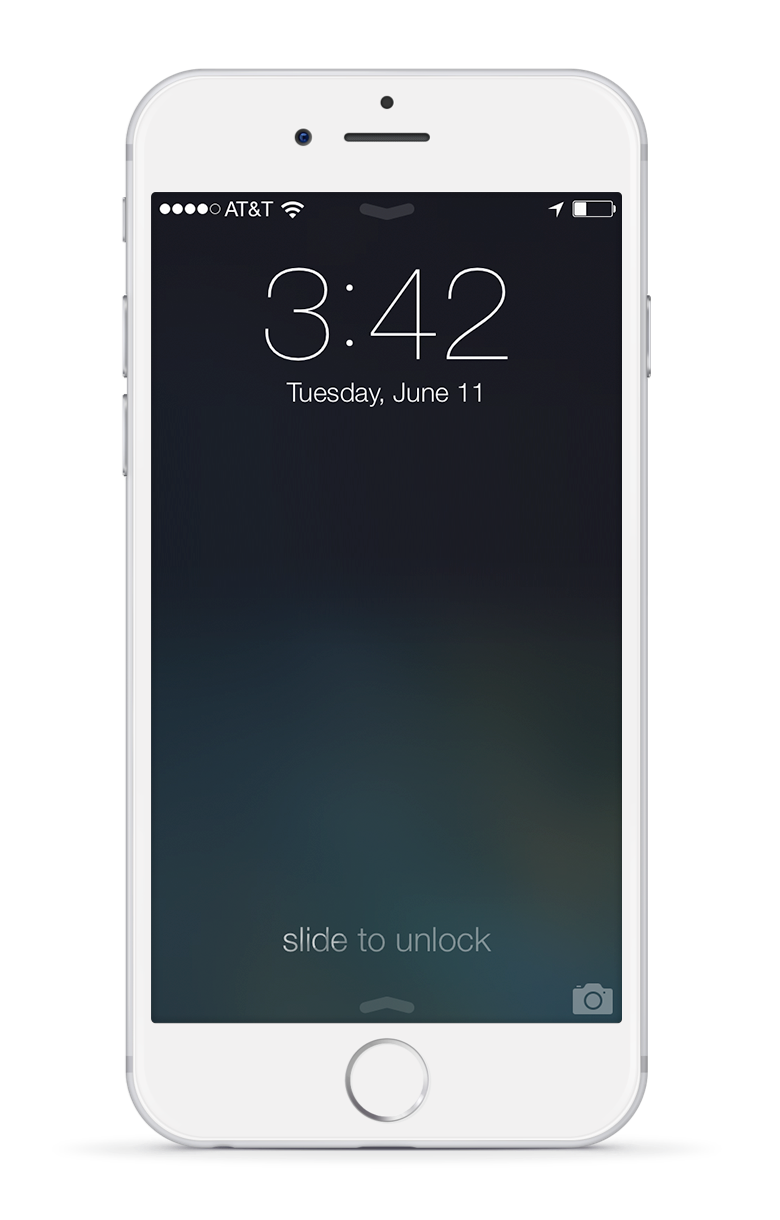 AT&T
3:42
Tuesday, June 11
slide to unlock